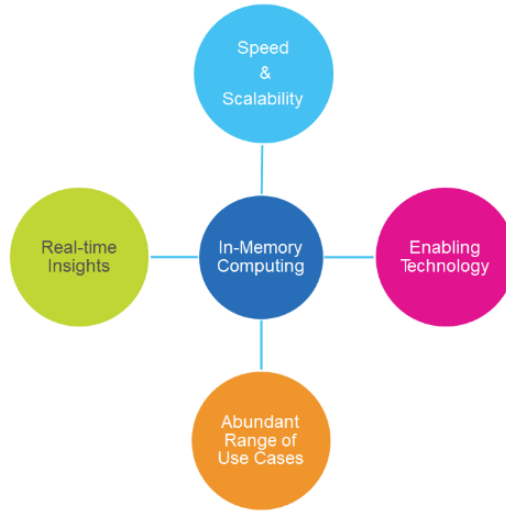 Speed
&
Scalability
Real-time
Insights
In-Memory
Computing
Enabling
Technology
Abundant
Range of
Use Cases